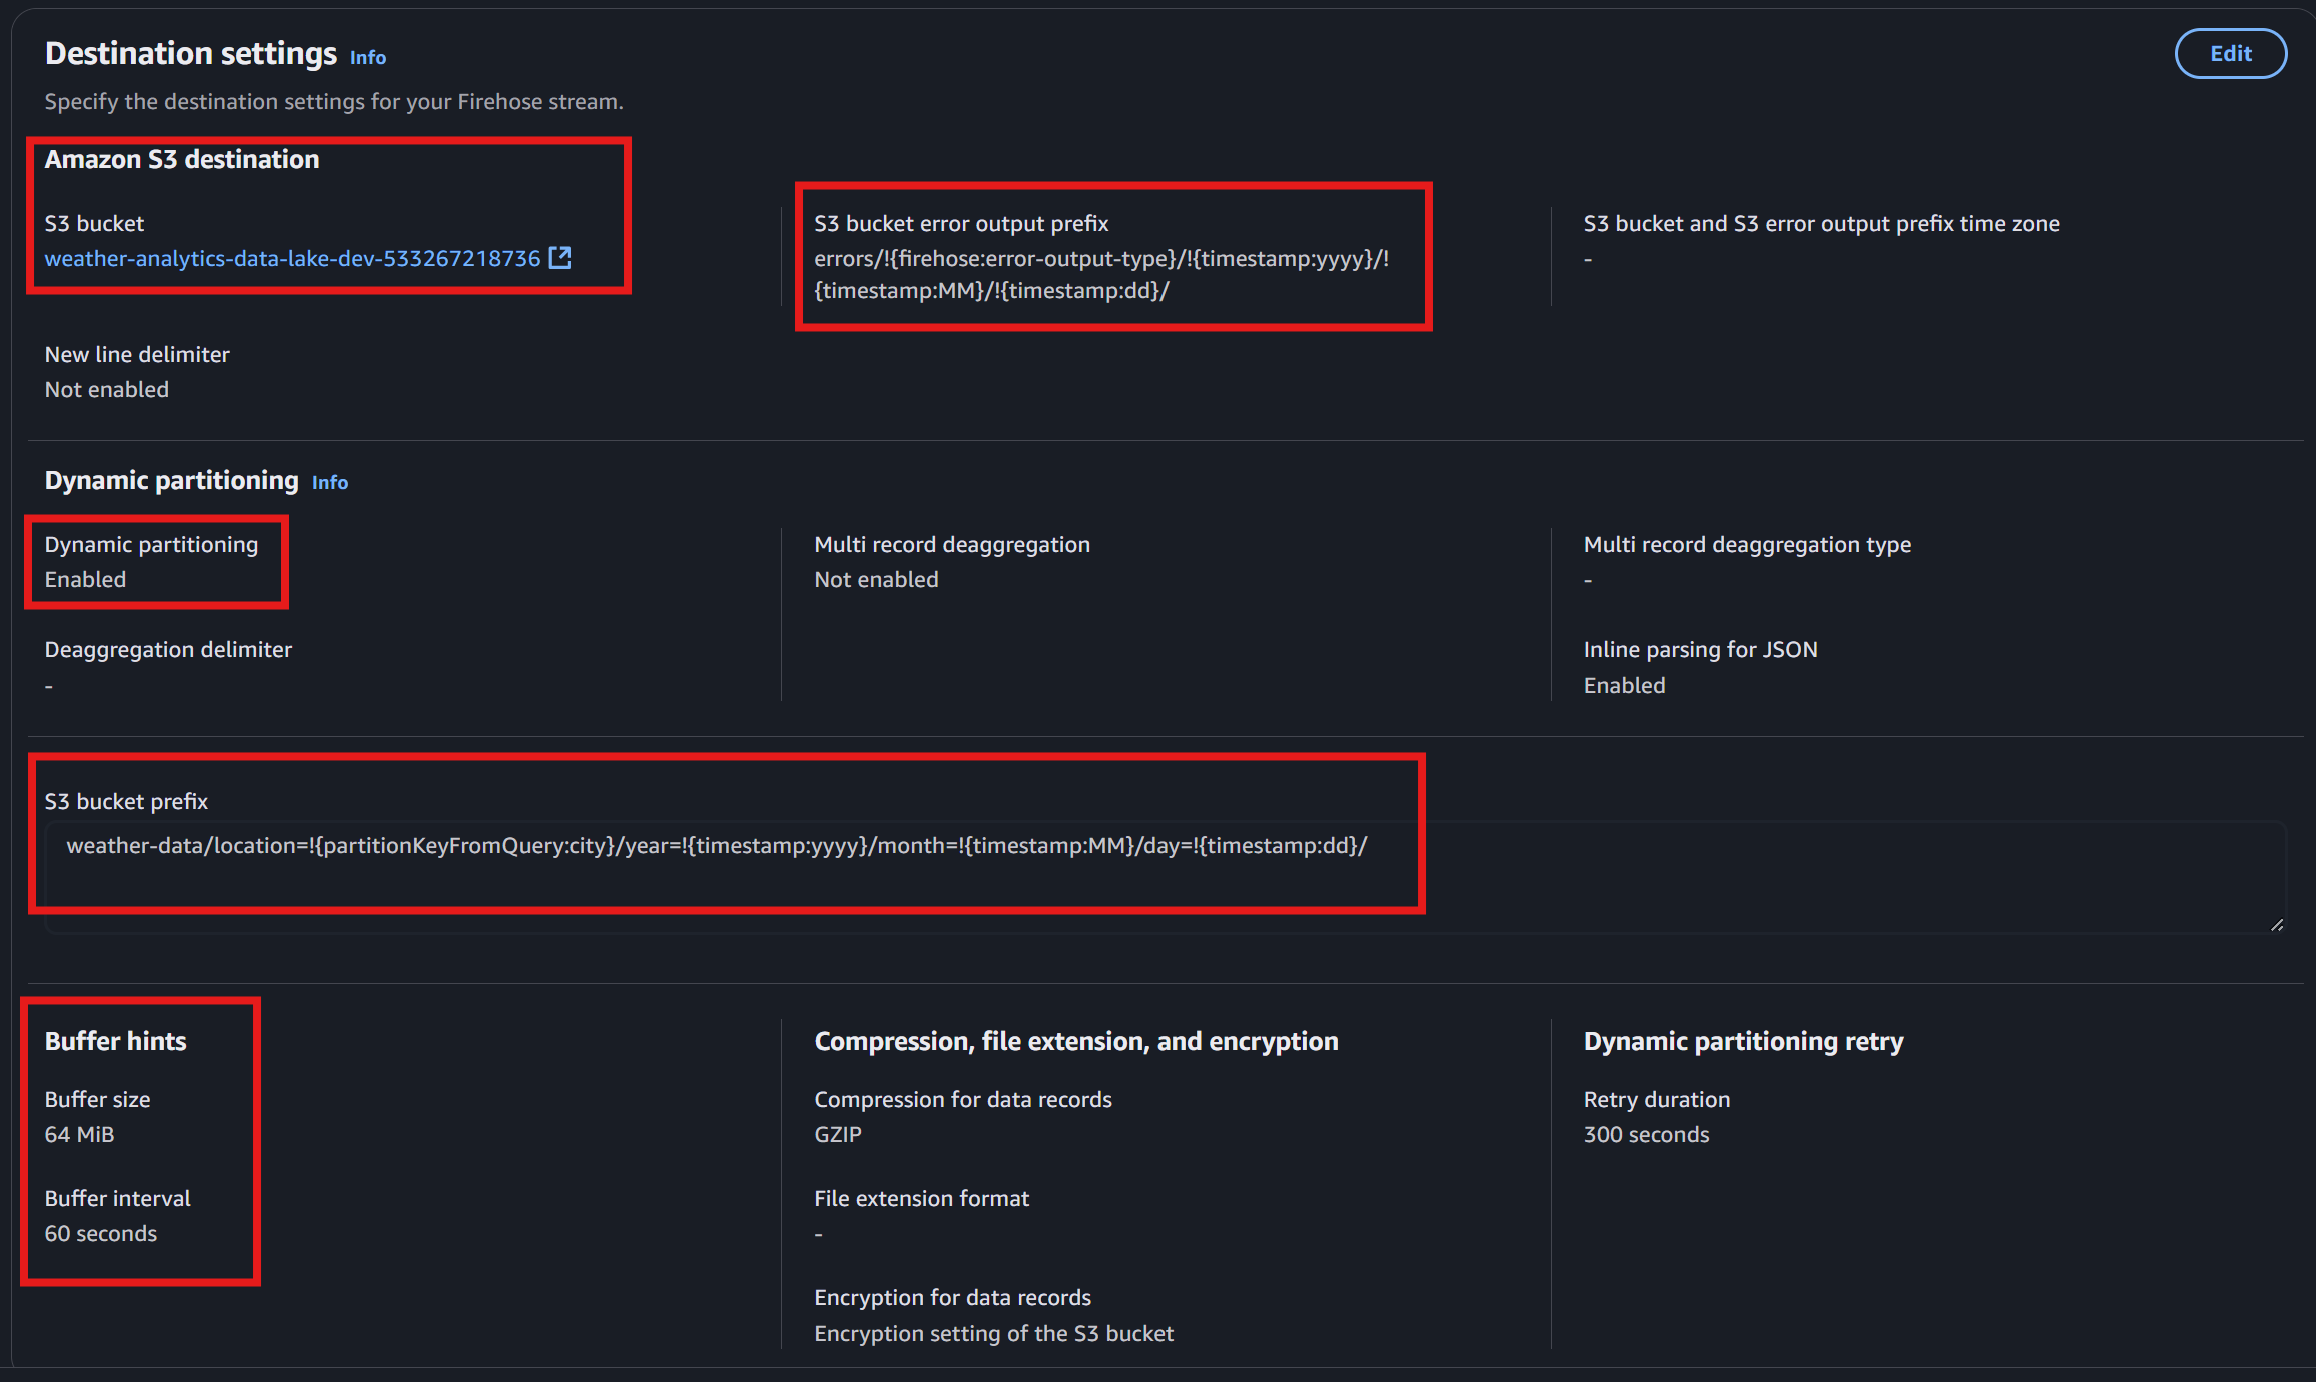 Destination settings Info
Edit
Specify the destination settings for your Firehose stream.
Amazon S3 destination
S3 bucket
weather-analytics-data-lake-dev-533267218736
S3 bucket error output prefix
errors/!{firehose:error-output-type}/!{timestamp:yyyy}/!
{timestamp:MM}/!{timestamp:dd}/
S3 bucket and S3 error output prefix time zone
-
New line delimiter
Not enabled
Dynamic partitioning Info
Dynamic partitioning
Enabled
Multi record deaggregation
Not enabled
Multi record deaggregation type
-
Deaggregation delimiter
-
Inline parsing for JSON
Enabled
S3 bucket prefix
weather-data/location=!{partitionKeyFromQuery:city}/year=!{timestamp:yyyy}/month=!{timestamp:MM}/day=!{timestamp:dd}/
Buffer hints
Buffer size
64 MiB
Buffer interval
60 seconds
Compression, file extension, and encryption
Compression for data records
GZIP
File extension format
-
Encryption for data records
Encryption setting of the S3 bucket
Dynamic partitioning retry
Retry duration
300 seconds